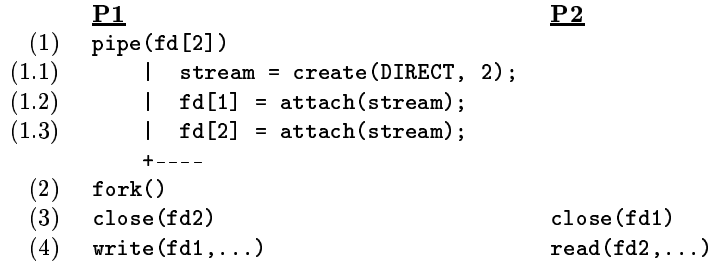 P1 P2
(1) pipe(fd[2])
(1.1) | stream = create(DIRECT, 2);
(1.2) | fd[1] = attach(stream);
(1.3) | fd[2] = attach(stream);
+----
(2) fork()
(3) close(fd2) close(fd1)
(4) write(fd1,...) read(fd2,...)